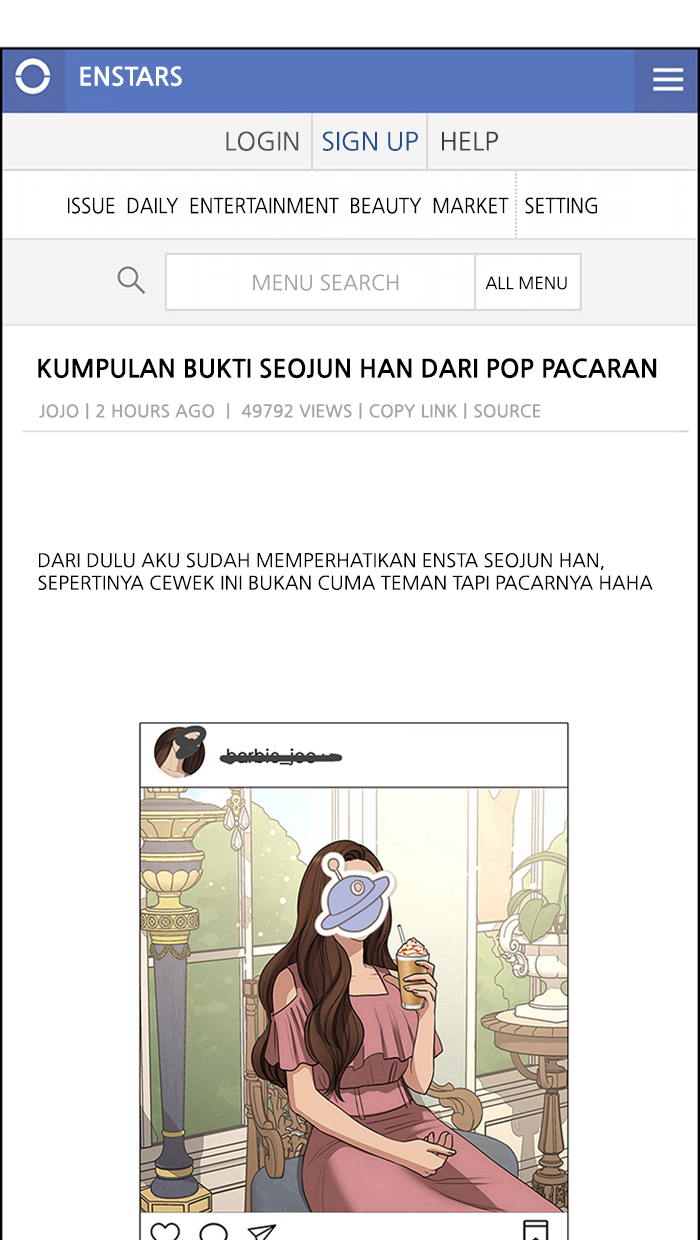 ENSTARS
LOGIN SIGN UP HELP
ISSUE DAILY ENTERTAINMENT BEAUTY MARKET SETTING
MENU SEARCH ALL MENU
KUMPULAN BUKTI SEOJUN HAN DARI POP PACARAN
JOJO | 2 HOURS AGO | 49792 VIEWS | COPY LINK | SOURCE
DARI DULU AKU SUDAH MEMPERHATIKAN ENSTA SEOJUN HAN,
SEPERTINYA CEWEK INI BUKAN CUMA TEMAN TAPI PACARNYA HAHA